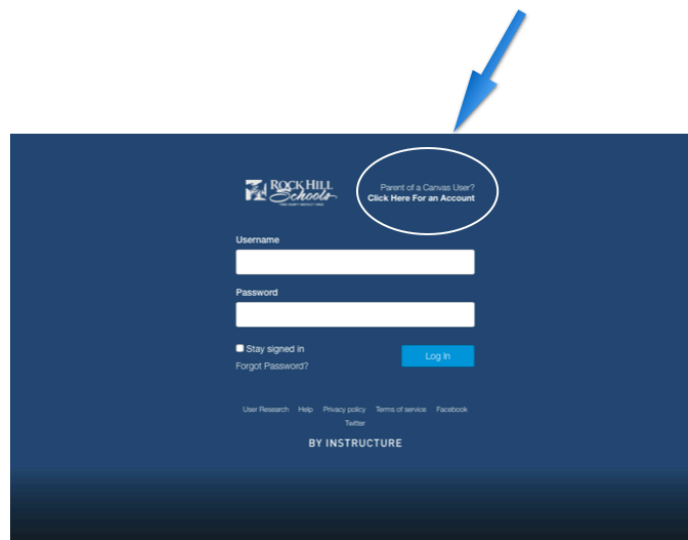 ROCK HILL
Schools
Parent of a Canvas User?
Click Here For an Account
Username
Password
Stay signed in
Log In
Forgot Password?
User Research Help Privacy policy Terms of service Facebook
Twitter
BY INSTRUCTURE